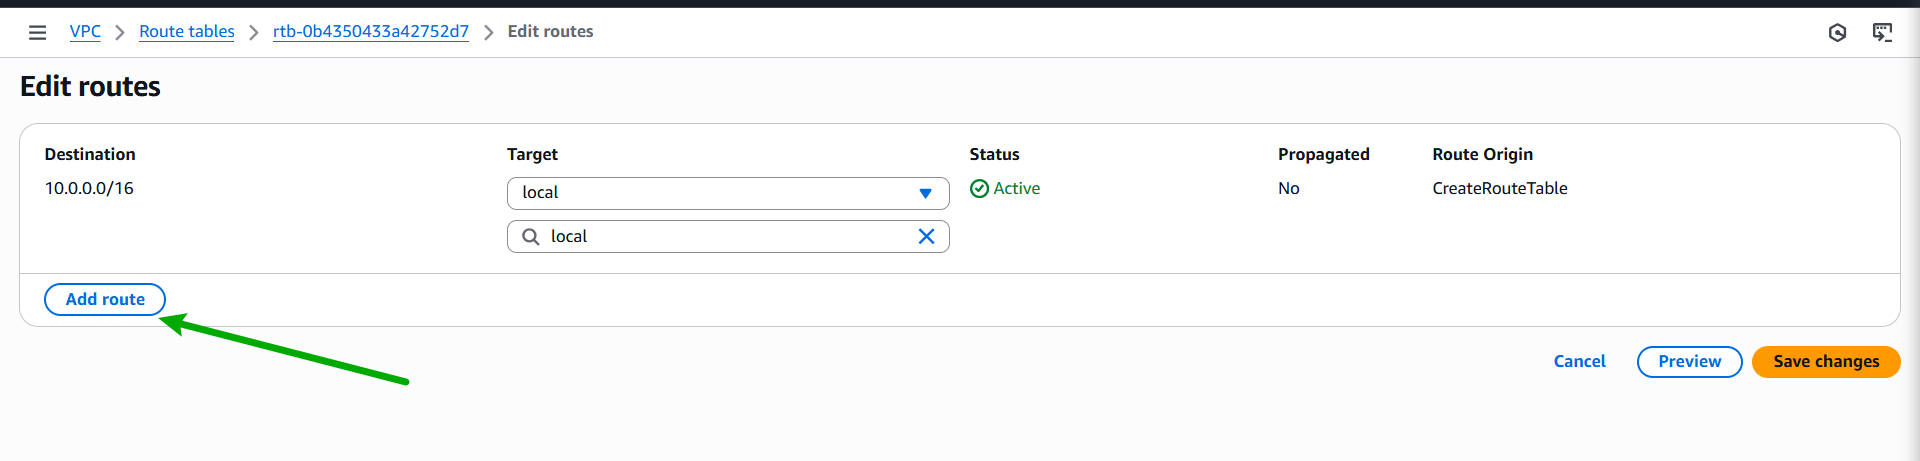 VPC > Route tables > rtb-0b4350433a42752d7 > Edit routes
Edit routes
Destination Target Status Propagated Route Origin
10.0.0.0/16 local Active No CreateRouteTable
local
Add route
Cancel Preview Save changes